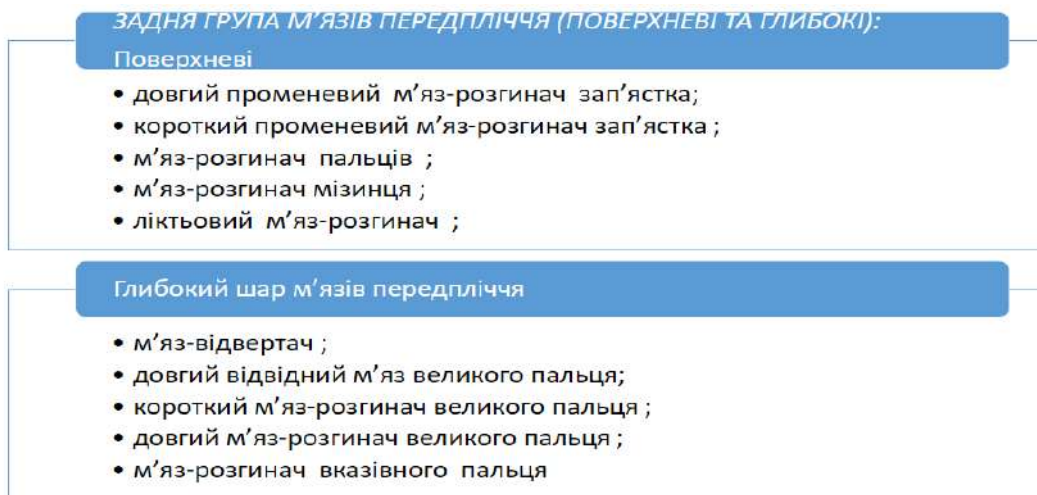 ЗАДНЯ ГРУПА М'ЯЗІВ ПЕРЕДПЛІЧЧЯ (ПОВЕРХНЕВІ ТА ГЛИБОКІ):
Поверхневі
• довгий променевий м'яз-розгинач зап'ястка;
• короткий променевий м'яз-розгинач зап'ястка ;
• м'яз-розгинач пальців ;
• м'яз-розгинач мізинця ;
• ліктьовий м'яз-розгинач ;
Глибокий шар м'язів передпліччя
• м'яз-відвертач ;
• довгий відвідний м'яз великого пальця;
• короткий м'яз-розгинач великого пальця ;
• довгий м'яз-розгинач великого пальця ;
• м'яз-розгинач вказівного пальця